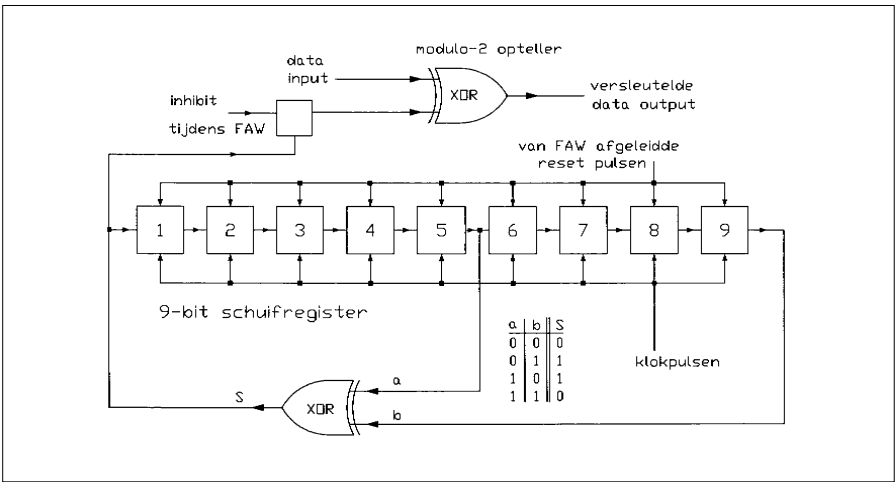 modulo-2 opteller
data
input
XOR
versleutelde
data output
inhibit
tijdens FAW
van FAW afgeleidde
reset pulsen
1 2 3 4 5 6 7 8 9
9-bit schuifregister
a b S
0 0 0
0 1 1
1 0 1
1 1 0
klokpulsen
S
XOR
a
b